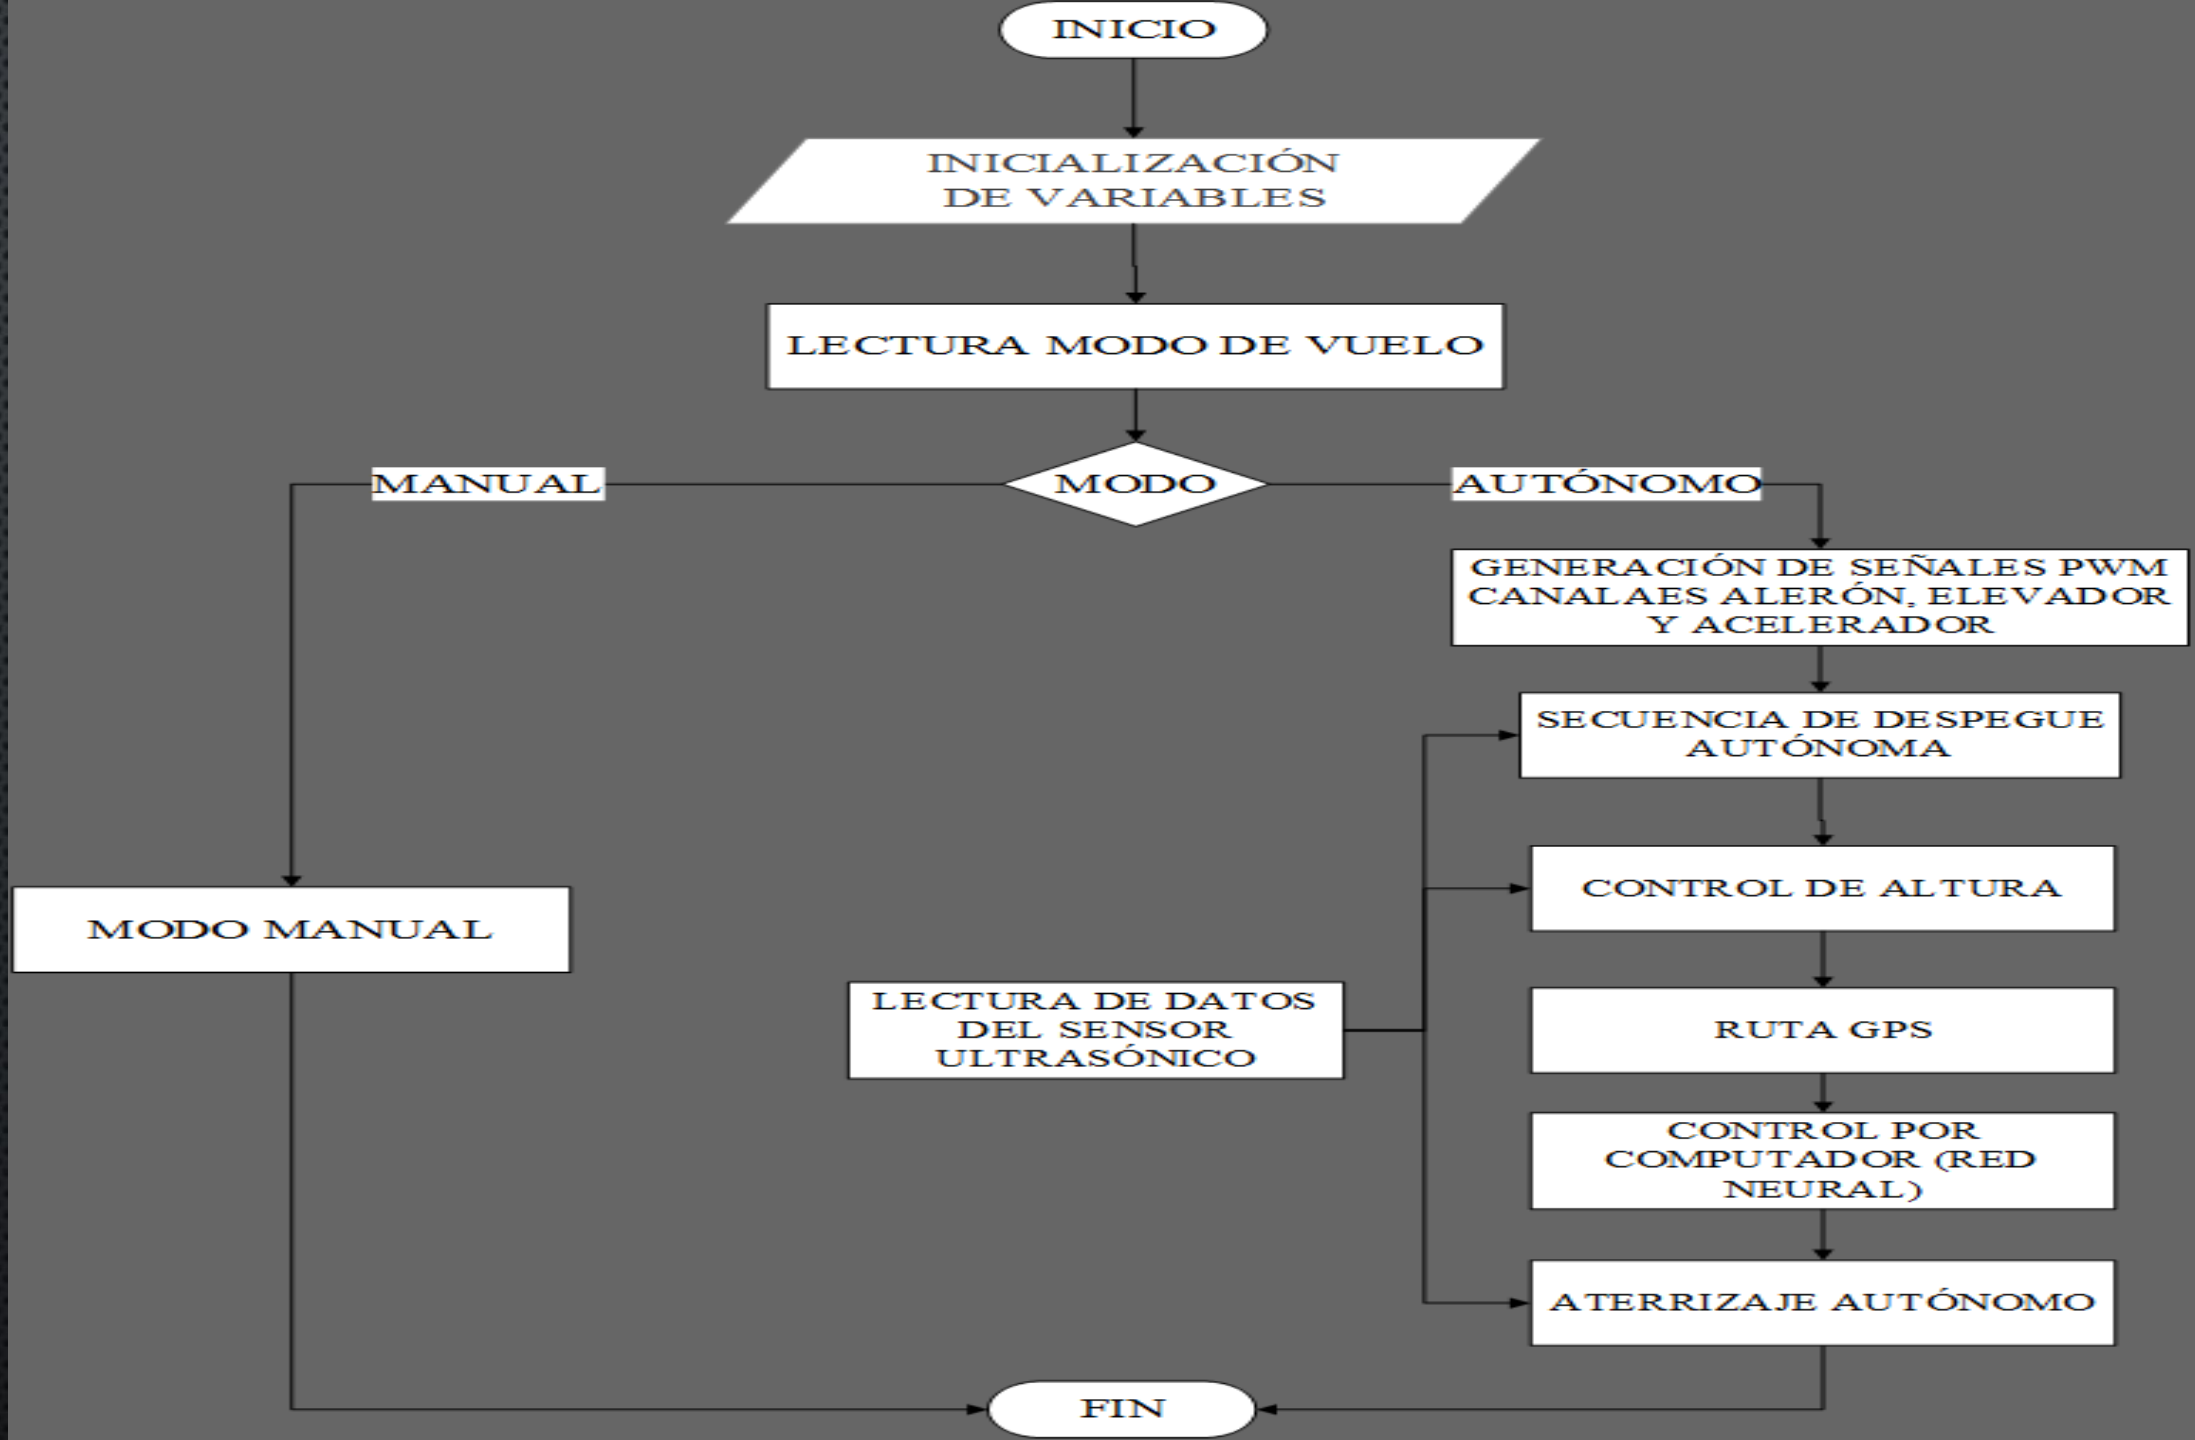 INICIO
INICIALIZACIÓN
DE VARIABLES
LECTURA MODO DE VUELO
MANUAL
MODO
AUTÓNOMO
GENERACIÓN DE SEÑALES PWM
CANALAES ALERÓN, ELEVADOR
Y ACELERADOR
SECUENCIA DE DESPEGUE
AUTÓNOMA
CONTROL DE ALTURA
MODO MANUAL
LECTURA DE DATOS
DEL SENSOR
ULTRASÓNICO
RUTA GPS
CONTROL POR
COMPUTADOR (RED
NEURAL)
ATERRIZAJE AUTÓNOMO
FIN